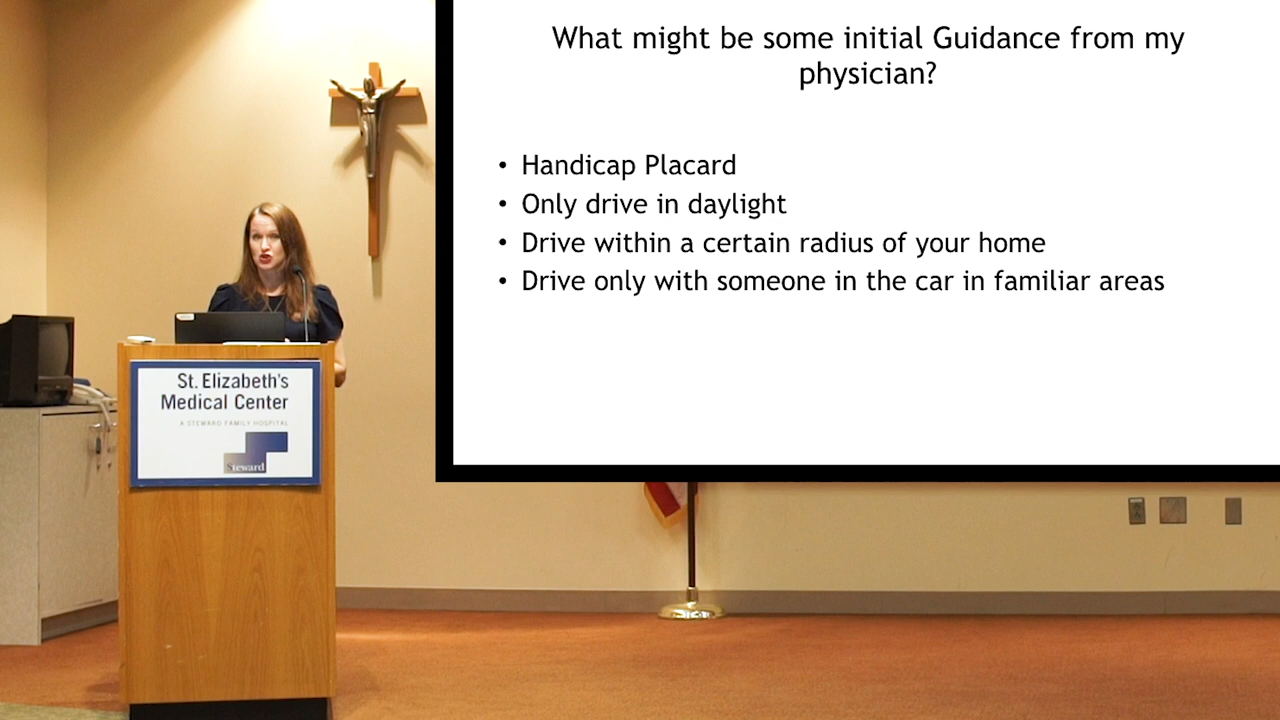 What might be some initial Guidance from my
physician?
• Handicap Placard
• Only drive in daylight
• Drive within a certain radius of your home
• Drive only with someone in the car in familiar areas
St. Elizabeth's
Medical Center
A STEWARD FAMILY HOSPITAL
Steward